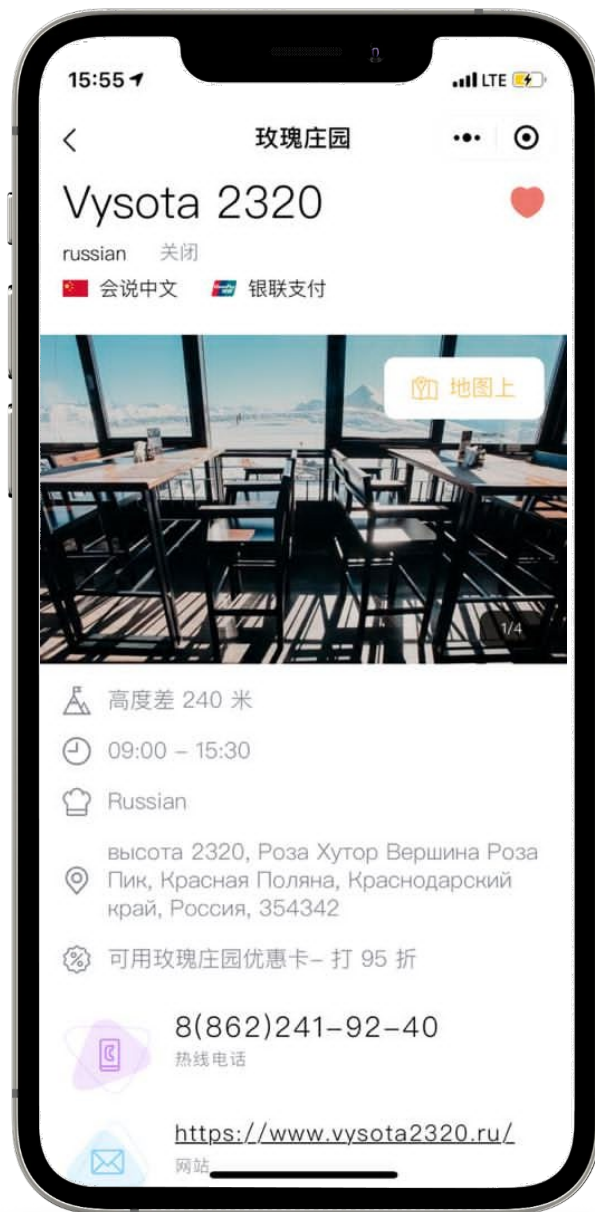 15:55
LTE
玫瑰庄园
Vysota 2320
russian 关闭
会说中文 银联支付
地图上
1/4
高度差 240 米
09:00 – 15:30
Russian
высота 2320, Роза Хутор Вершина Роза
Пик, Красная Поляна, Краснодарский
край, Россия, 354342
可用玫瑰庄园优惠卡– 打 95 折
8(862)241–92–40
热线电话
https://www.vysota2320.ru/
网站